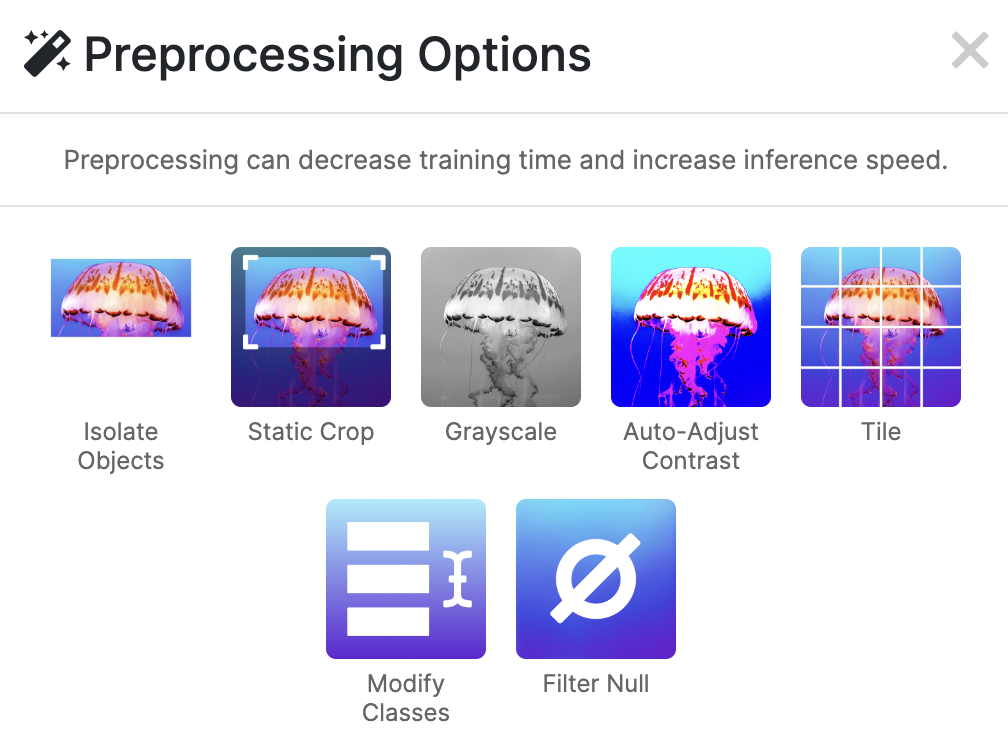 Preprocessing Options
Preprocessing can decrease training time and increase inference speed.
Isolate
Objects
Static Crop
Grayscale
Auto-Adjust
Contrast
Tile
Modify
Classes
Filter Null